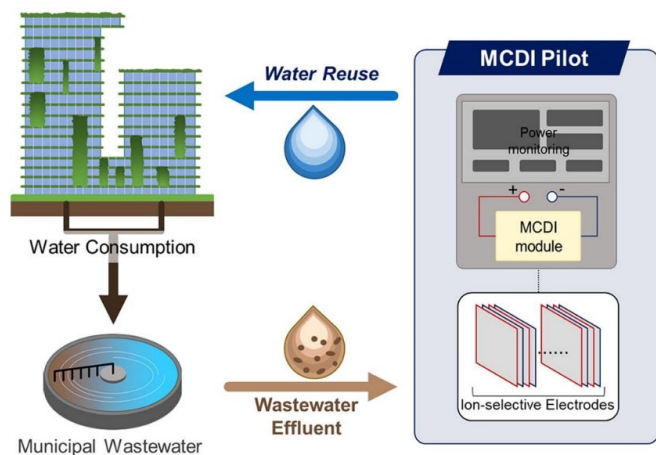 Water Reuse
MCDI Pilot
Power
monitoring
+ -
MCDI
module
Water Consumption
......
Ion-selective Electrodes
Wastewater
Effluent
Municipal Wastewater